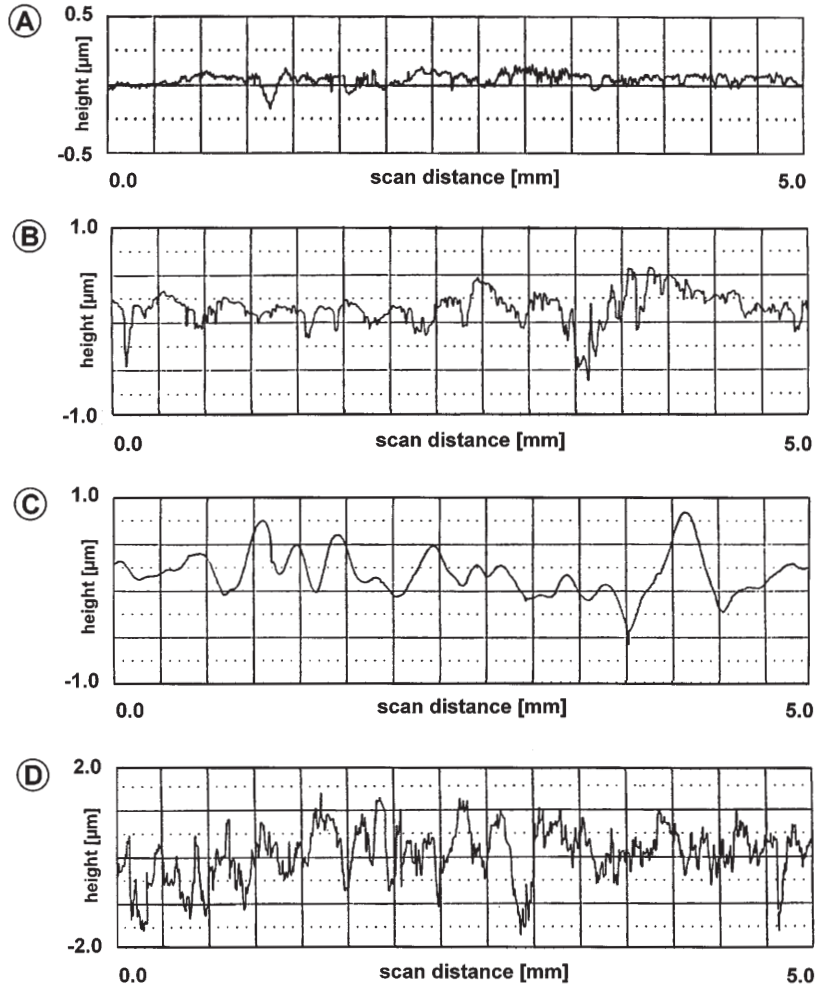 A
0.5
height [µm]
-0.5
0.0 scan distance [mm] 5.0
B
1.0
height [µm]
-1.0
0.0 scan distance [mm] 5.0
C
1.0
height [µm]
-1.0
0.0 scan distance [mm] 5.0
D
2.0
height [µm]
-2.0
0.0 scan distance [mm] 5.0